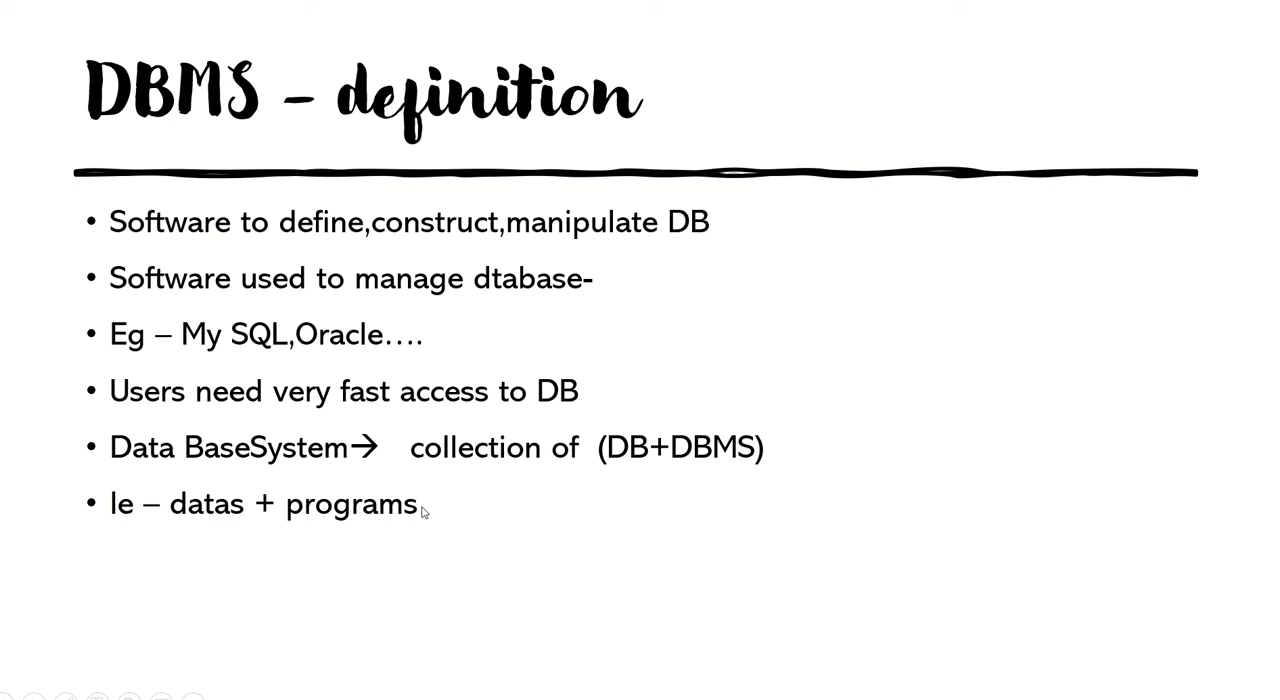 DBMS – definition
• Software to define,construct,manipulate DB
• Software used to manage dtabase-
• Eg – My SQL,Oracle….
• Users need very fast access to DB
• Data BaseSystem→ collection of (DB+DBMS)
• Ie – datas + programs